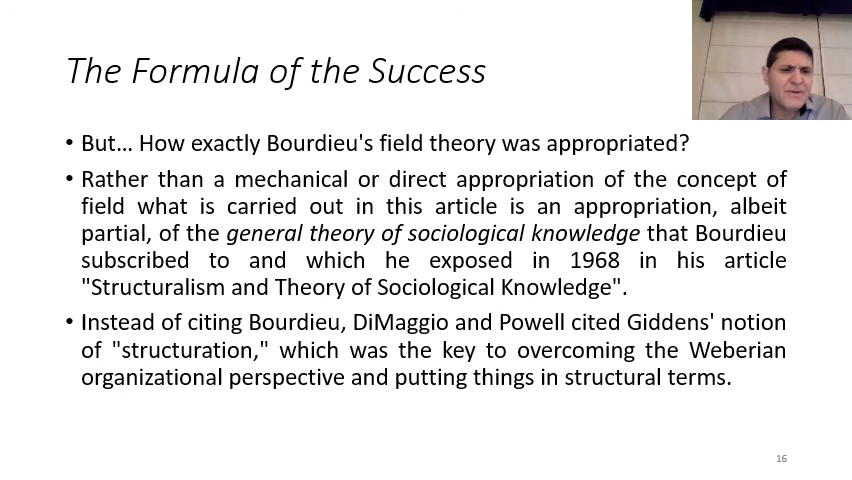 The Formula of the Success
• But... How exactly Bourdieu's field theory was appropriated?
• Rather than a mechanical or direct appropriation of the concept of
field what is carried out in this article is an appropriation, albeit
partial, of the general theory of sociological knowledge that Bourdieu
subscribed to and which he exposed in 1968 in his article
"Structuralism and Theory of Sociological Knowledge".
• Instead of citing Bourdieu, DiMaggio and Powell cited Giddens' notion
of "structuration," which was the key to overcoming the Weberian
organizational perspective and putting things in structural terms.
16